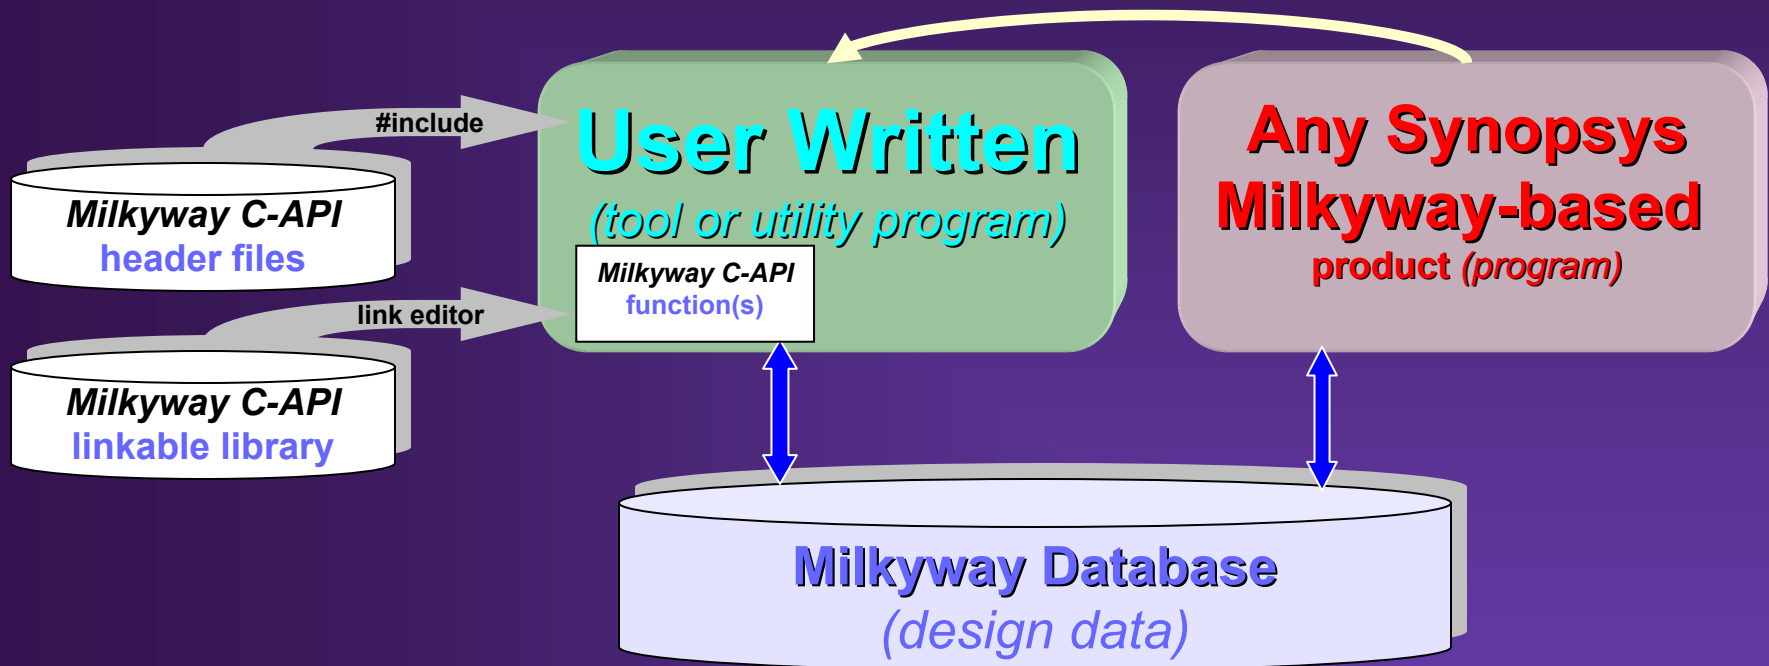 #include
Milkyway C-API
header files
link editor
Milkyway C-API
linkable library
User Written
(tool or utility program)
Milkyway C-API
function(s)
Any Synopsys
Milkyway-based
product (program)
Milkyway Database
(design data)